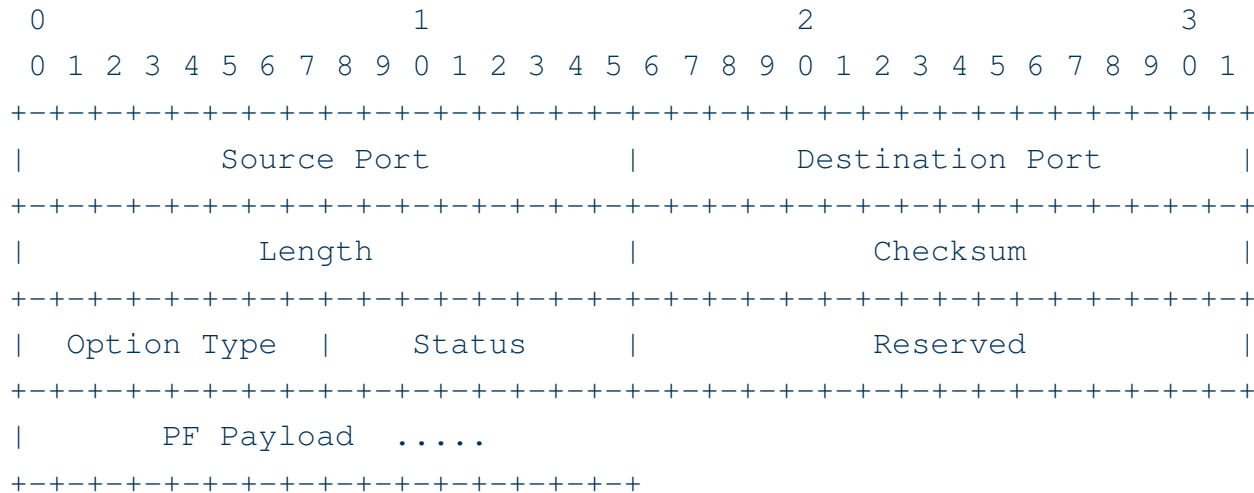 0                   1                   2                   3
0 1 2 3 4 5 6 7 8 9 0 1 2 3 4 5 6 7 8 9 0 1 2 3 4 5 6 7 8 9 0 1
+-+-+-+-+-+-+-+-+-+-+-+-+-+-+-+-+-+-+-+-+-+-+-+-+-+-+-+-+-+-+-+-+
|          Source Port          |        Destination Port       |
+-+-+-+-+-+-+-+-+-+-+-+-+-+-+-+-+-+-+-+-+-+-+-+-+-+-+-+-+-+-+-+-+
|            Length             |            Checksum           |
+-+-+-+-+-+-+-+-+-+-+-+-+-+-+-+-+-+-+-+-+-+-+-+-+-+-+-+-+-+-+-+-+
|  Option Type  |    Status     |            Reserved           |
+-+-+-+-+-+-+-+-+-+-+-+-+-+-+-+-+-+-+-+-+-+-+-+-+-+-+-+-+-+-+-+-+
|       PF Payload  .....
+-+-+-+-+-+-+-+-+-+-+-+-+-+-+-+-+